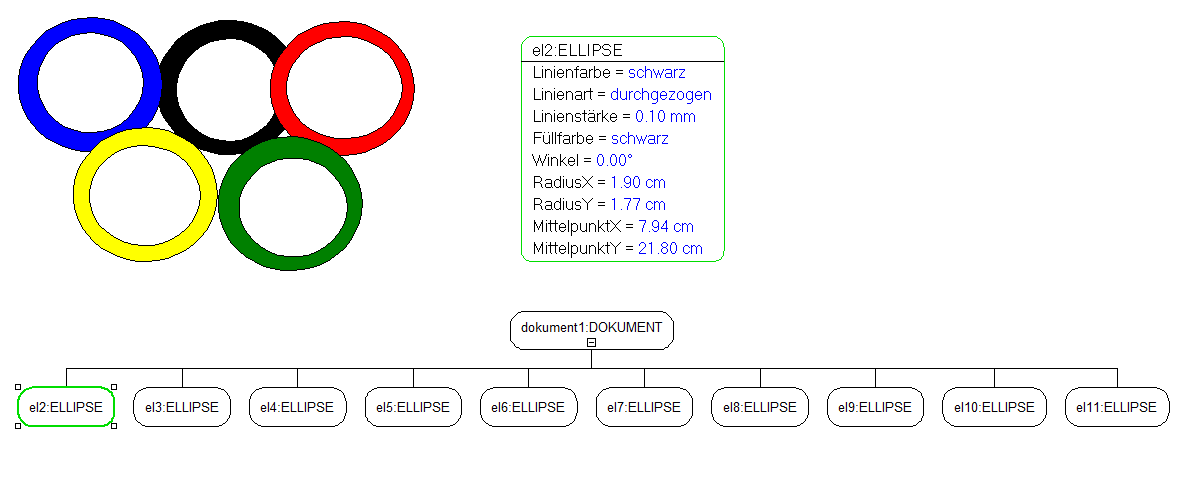 el2:ELLIPSE
Linienfarbe = schwarz
Linienart = durchgezogen
Linienstärke = 0.10 mm
Füllfarbe = schwarz
Winkel = 0.00°
RadiusX = 1.90 cm
RadiusY = 1.77 cm
MittelpunktX = 7.94 cm
MittelpunktY = 21.80 cm
dokument1:DOKUMENT
el2:ELLIPSE el3:ELLIPSE el4:ELLIPSE el5:ELLIPSE el6:ELLIPSE el7:ELLIPSE el8:ELLIPSE el9:ELLIPSE el10:ELLIPSE el11:ELLIPSE